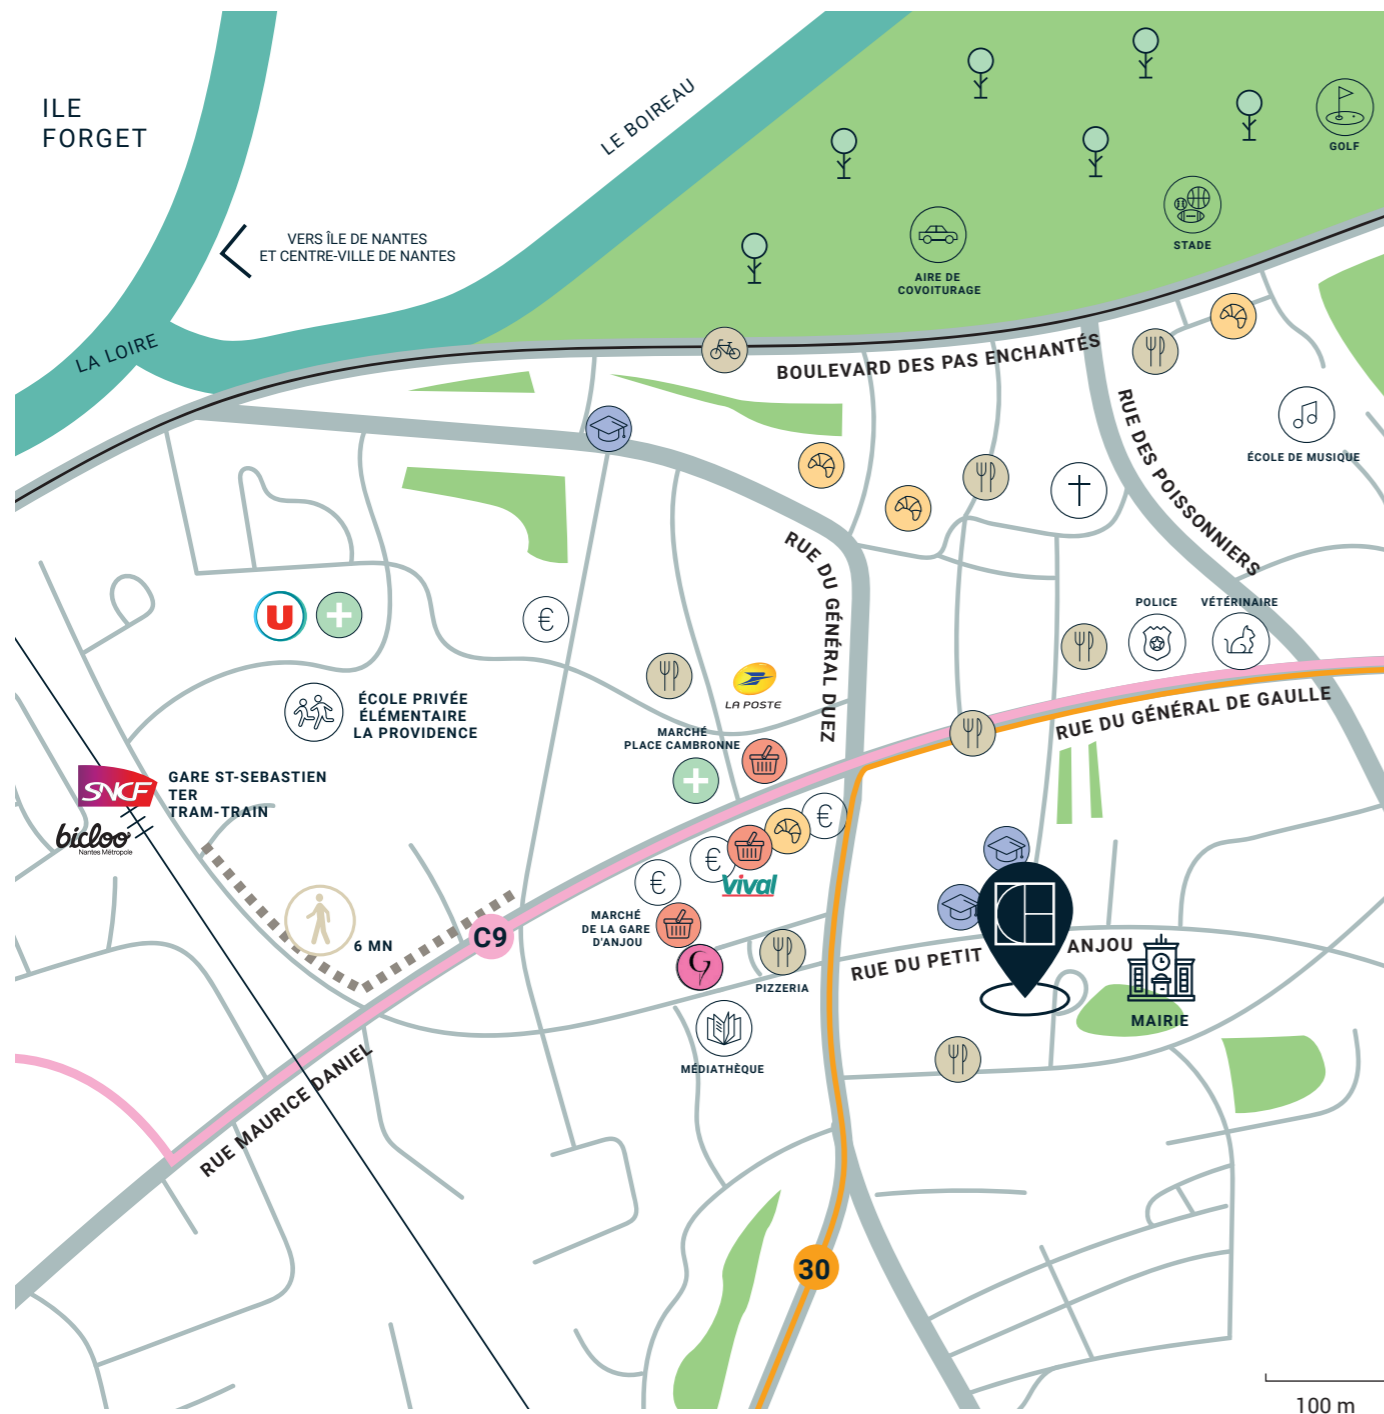 ILE
FORGET
LE BOIREAU
GOLF
VERS ÎLE DE NANTES
ET CENTRE-VILLE DE NANTES
STADE
AIRE DE
COVOITURAGE
LA LOIRE
BOULEVARD DES PAS ENCHANTÉS
RUE DES POISSONNIERS
ÉCOLE DE MUSIQUE
RUE DU GÉNÉRAL DUEZ
U
POLICE
VÉTÉRINAIRE
€
LA POSTE
ÉCOLE PRIVÉE
ÉLÉMENTAIRE
LA PROVIDENCE
RUE DU GÉNÉRAL DE GAULLE
MARCHÉ
PLACE CAMBRONNE
SNCF
GARE ST-SEBASTIEN
TER
TRAM-TRAIN
bicloo
Nantes Métropole
€
€
€
vival
MARCHÉ
DE LA GARE
D'ANJOU
6 MN
C9
G
PIZZERIA
RUE DU PETIT ANJOU
MAIRIE
MÉDIATHÈQUE
RUE MAURICE DANIEL
30
100 m